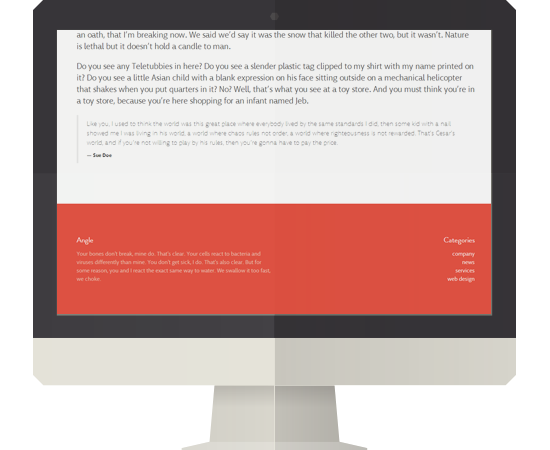 an oath, that I'm breaking now. We said we'd say it was the snow that killed the other two, but it wasn't. Nature
is lethal but it doesn't hold a candle to man.
Do you see any Teletubbies in here? Do you see a slender plastic tag clipped to my shirt with my name printed on
it? Do you see a little Asian child with a blank expression on his face sitting outside on a mechanical helicopter
that shakes when you put quarters in it? No? Well, that's what you see at a toy store. And you must think you're in
a toy store, because you're here shopping for an infant named Jeb.
Like you, I used to think the world was this great place where everybody lived by the same standards I did, then some kid with a nail
showed me I was living in his world, a world where chaos rules not order, a world where righteousness is not rewarded. That's Cesar's
world, and if you're not willing to play by his rules, then you're gonna have to pay the price.
— Sue Doe
Angle
Your bones don't break, mine do. That's clear. Your cells react to bacteria and
viruses differently than mine. You don't get sick, I do. That's also clear. But for
some reason, you and I react the exact same way to water. We swallow it too fast,
we choke.
Categories
company
news
services
web design